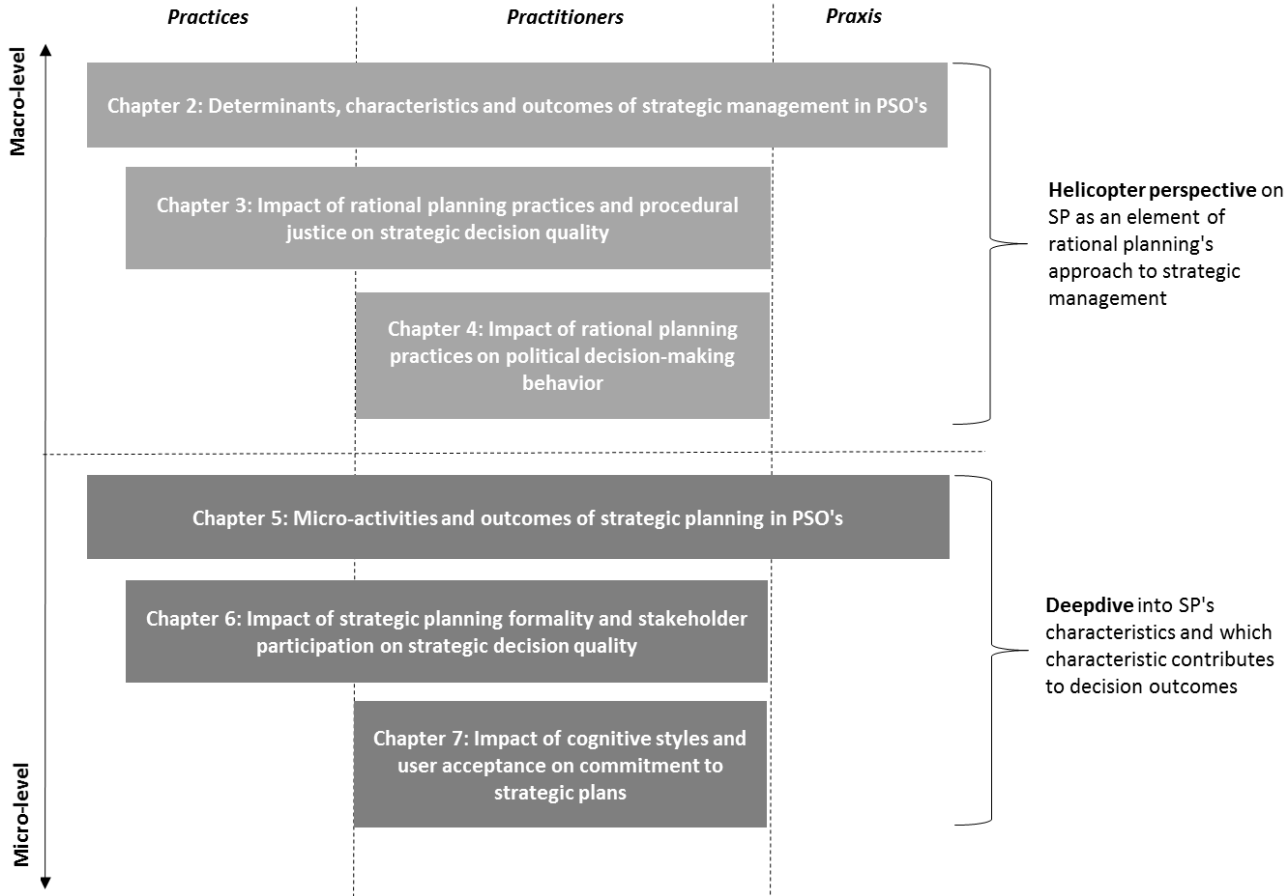 Practices
Practitioners
Praxis
Macro-level
Chapter 2: Determinants, characteristics and outcomes of strategic management in PSO's
Chapter 3: Impact of rational planning practices and procedural
justice on strategic decision quality
Chapter 4: Impact of rational planning
practices on political decision-making
behavior
Helicopter perspective on
SP as an element of
rational planning's
approach to strategic
management
Chapter 5: Micro-activities and outcomes of strategic planning in PSO's
Chapter 6: Impact of strategic planning formality and stakeholder
participation on strategic decision quality
Chapter 7: Impact of cognitive styles and
user acceptance on commitment to
strategic plans
Deepdive into SP's
characteristics and which
characteristic contributes
to decision outcomes
Micro-level